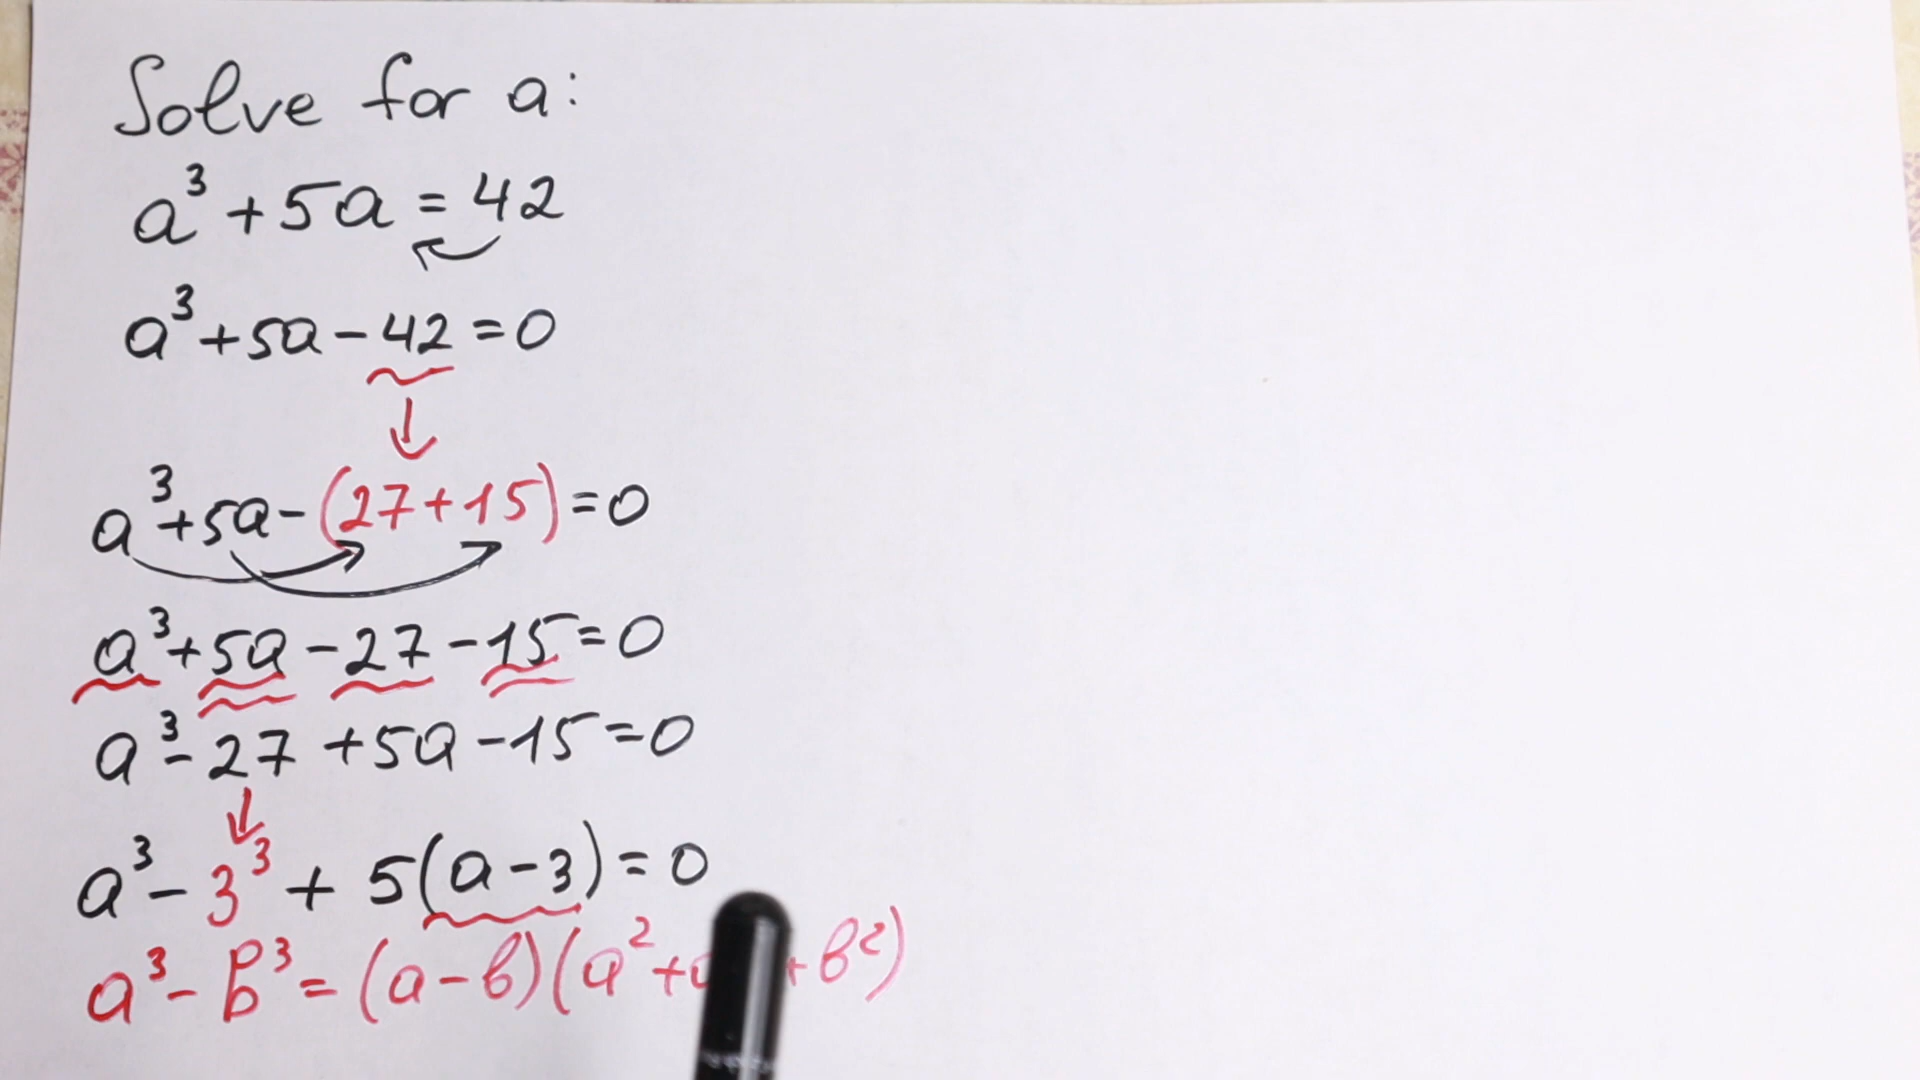 Solve for a:
a³+5a=42
a³+5a-42=0
a³+5a-(27+15)=0
a³+5a-27-15=0
a³-27+5a-15=0
a³-3³+5(a-3)=0
a³-b³=(a-b)(a²+ +b²)